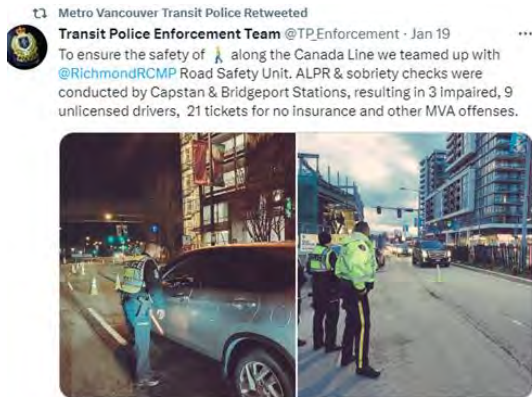 Metro Vancouver Transit Police Retweeted
Transit Police Enforcement Team @TP_Enforcement · Jan 19
To ensure the safety of 🚶 along the Canada Line we teamed up with
@RichmondRCMP Road Safety Unit. ALPR & sobriety checks were
conducted by Capstan & Bridgeport Stations, resulting in 3 impaired, 9
unlicensed drivers, 21 tickets for no insurance and other MVA offenses.